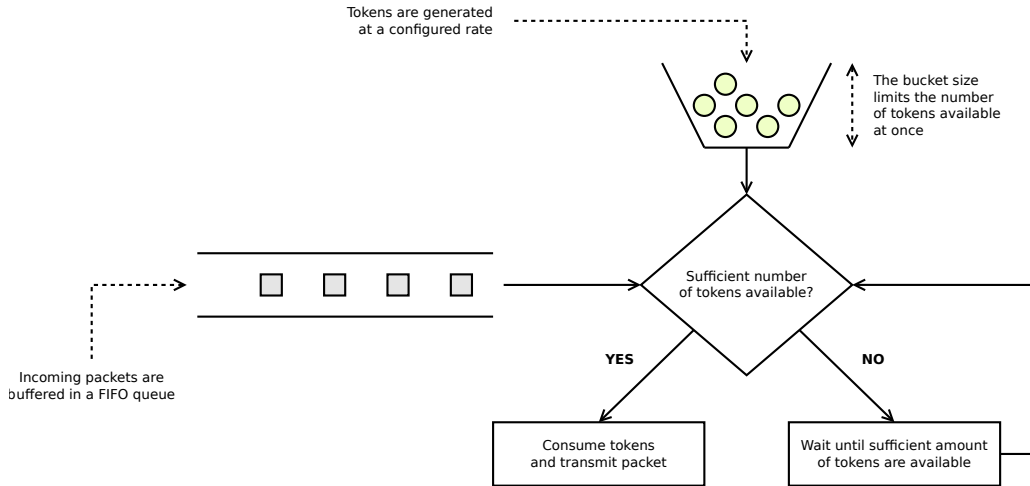 Tokens are generated
at a configured rate
The bucket size
limits the number
of tokens available
at once
Sufficient number
of tokens available?
Incoming packets are
buffered in a FIFO queue
YES
NO
Consume tokens
and transmit packet
Wait until sufficient amount
of tokens are available